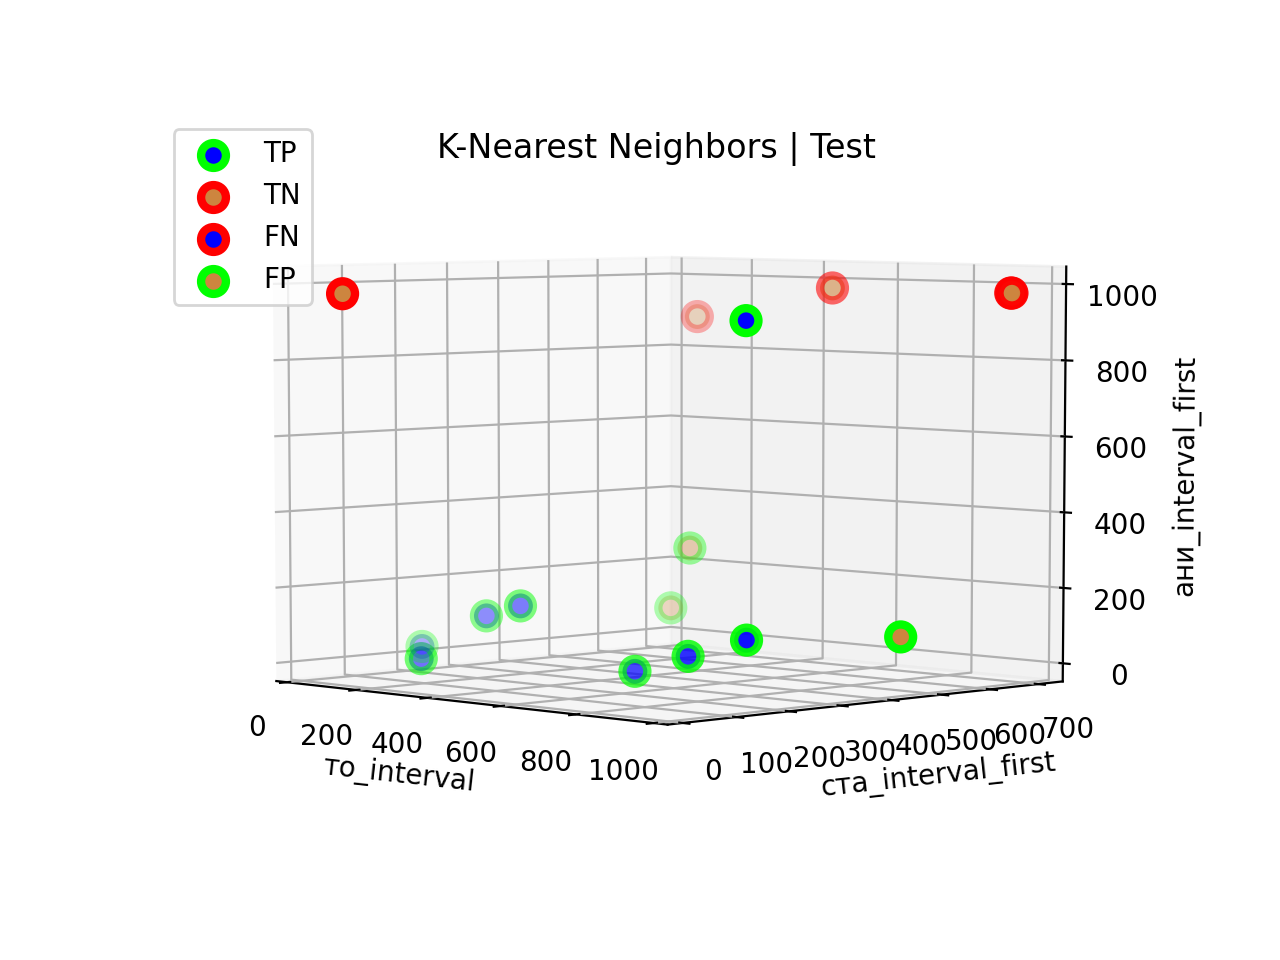 K-Nearest Neighbors | Test
TP
TN
FN
FP
1000
800
600
400
200
0
ани_interval_first
0
200
400
600
800
1000
то_interval
0
100
200
300
400
500
600
700
ста_interval_first